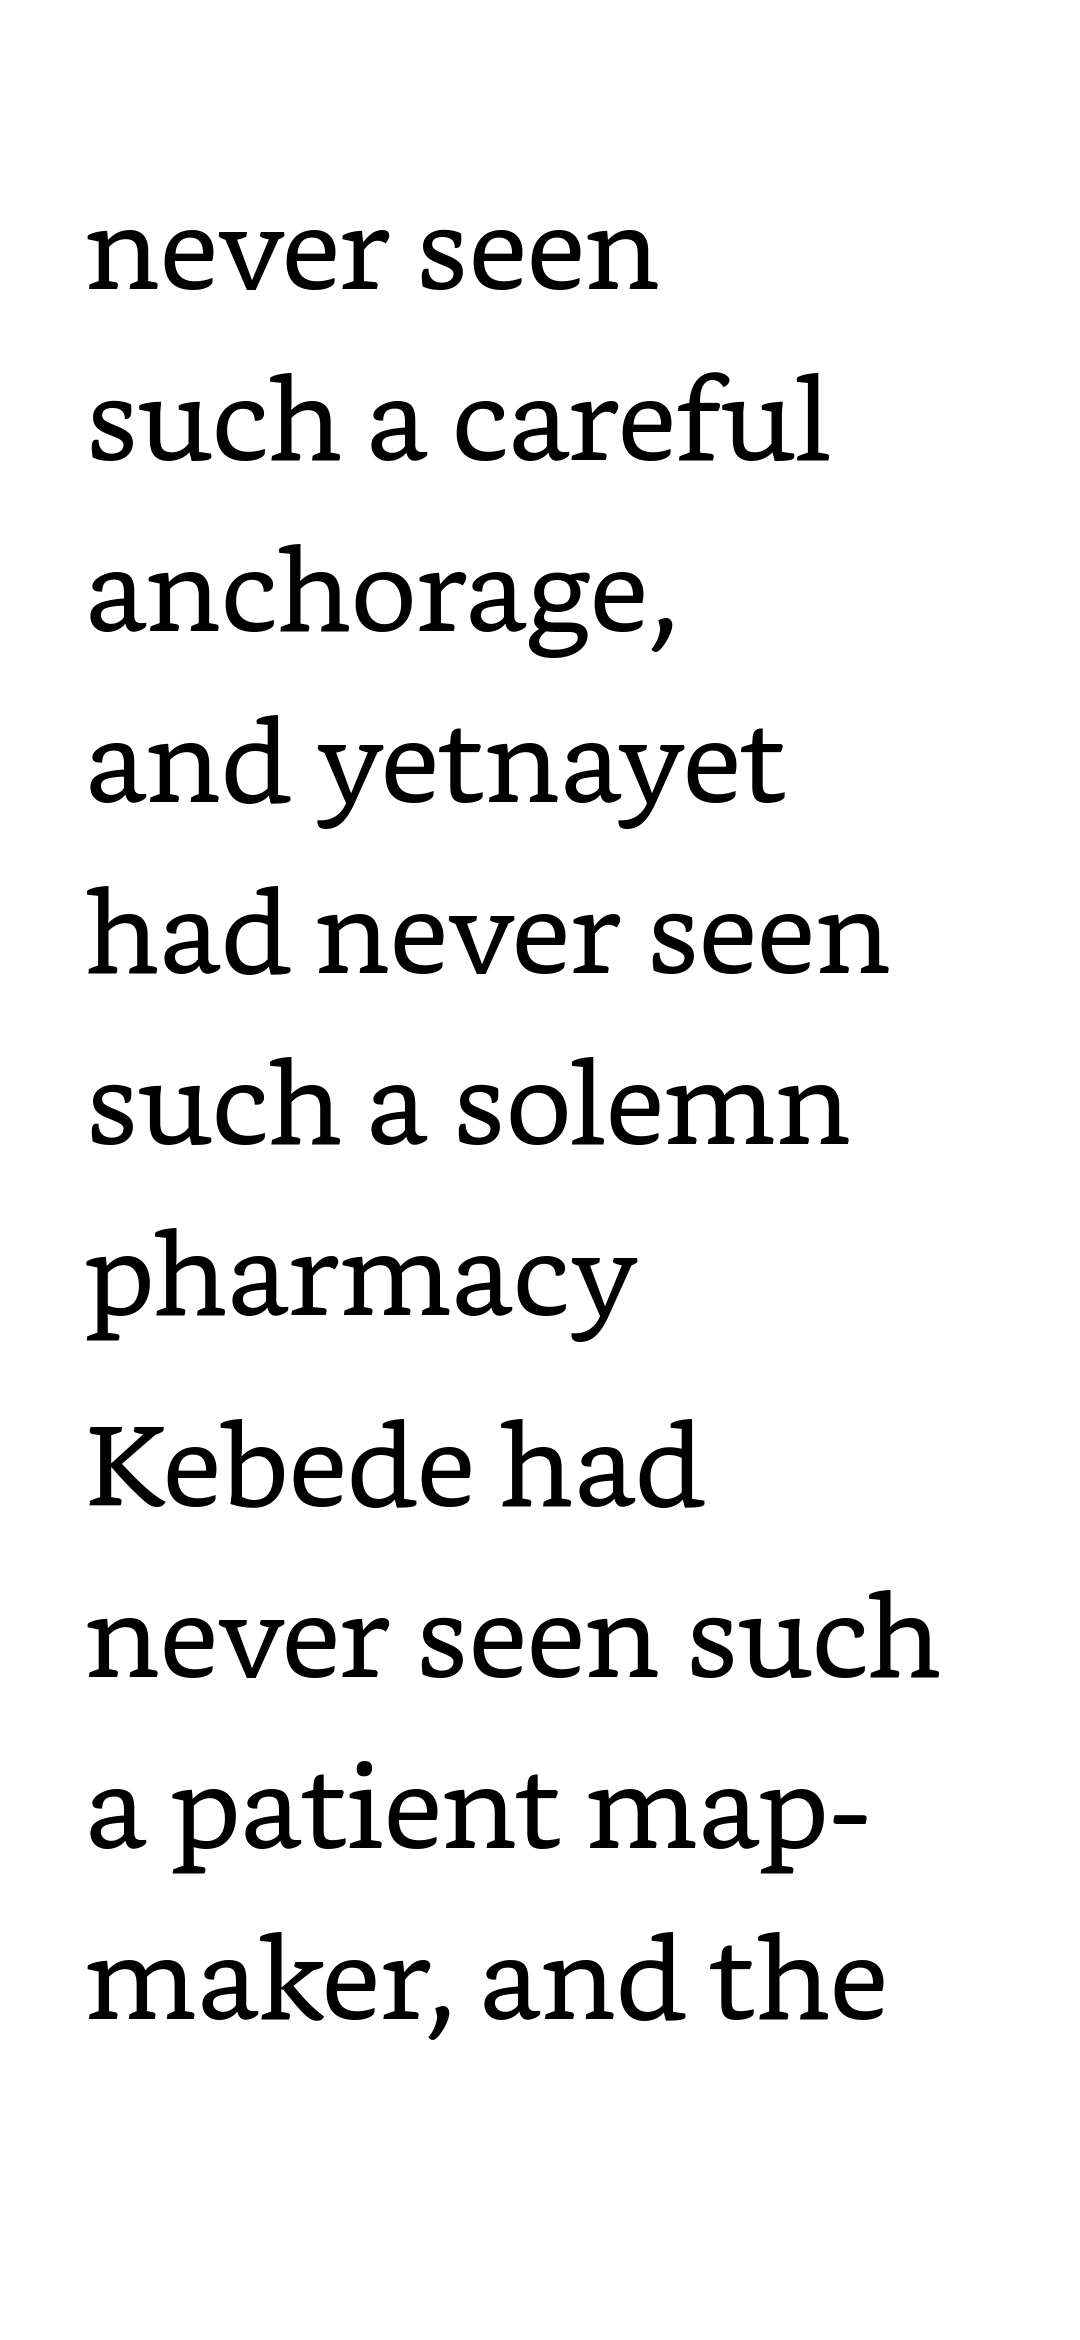 never seen
such a careful
anchorage,
and yetnayet
had never seen
such a solemn
pharmacy
Kebede had
never seen such
a patient map-
maker, and the